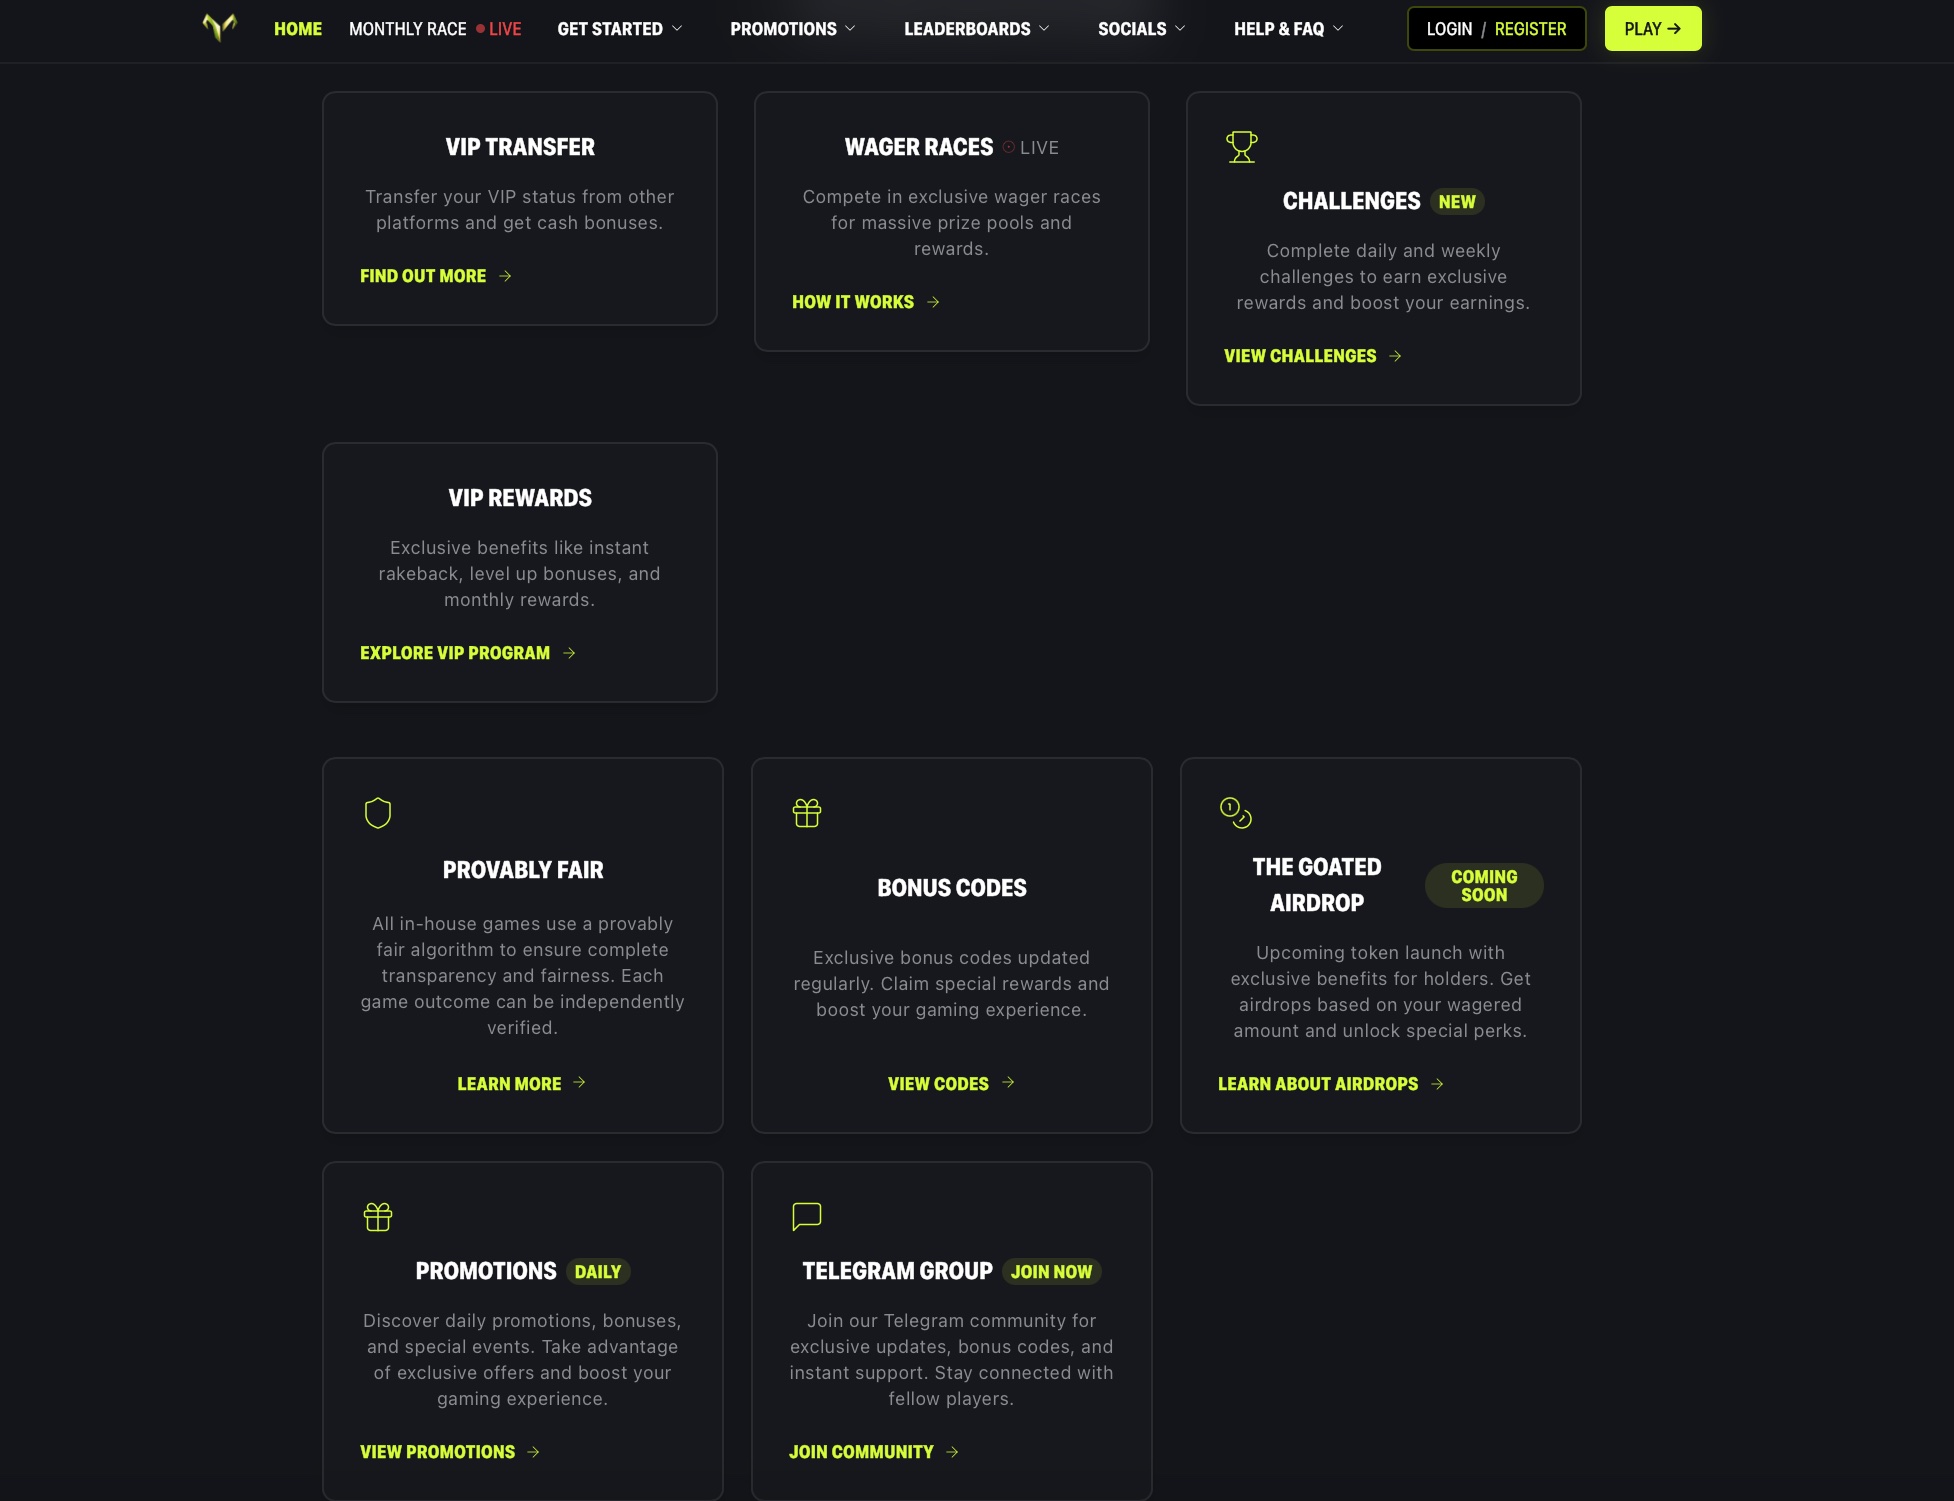 HOME MONTHLY RACE LIVE GET STARTED PROMOTIONS LEADERBOARDS SOCIALS HELP & FAQ LOGIN / REGISTER PLAY →
VIP TRANSFER
Transfer your VIP status from other
platforms and get cash bonuses.
FIND OUT MORE →
WAGER RACES LIVE
Compete in exclusive wager races
for massive prize pools and
rewards.
HOW IT WORKS →
CHALLENGES NEW
Complete daily and weekly
challenges to earn exclusive
rewards and boost your earnings.
VIEW CHALLENGES →
VIP REWARDS
Exclusive benefits like instant
rakeback, level up bonuses, and
monthly rewards.
EXPLORE VIP PROGRAM →
PROVABLY FAIR
All in-house games use a provably
fair algorithm to ensure complete
transparency and fairness. Each
game outcome can be independently
verified.
LEARN MORE →
BONUS CODES
Exclusive bonus codes updated
regularly. Claim special rewards and
boost your gaming experience.
VIEW CODES →
THE GOATED
AIRDROP
COMING
SOON
Upcoming token launch with
exclusive benefits for holders. Get
airdrops based on your wagered
amount and unlock special perks.
LEARN ABOUT AIRDROPS →
PROMOTIONS DAILY
Discover daily promotions, bonuses,
and special events. Take advantage
of exclusive offers and boost your
gaming experience.
VIEW PROMOTIONS →
TELEGRAM GROUP JOIN NOW
Join our Telegram community for
exclusive updates, bonus codes, and
instant support. Stay connected with
fellow players.
JOIN COMMUNITY →